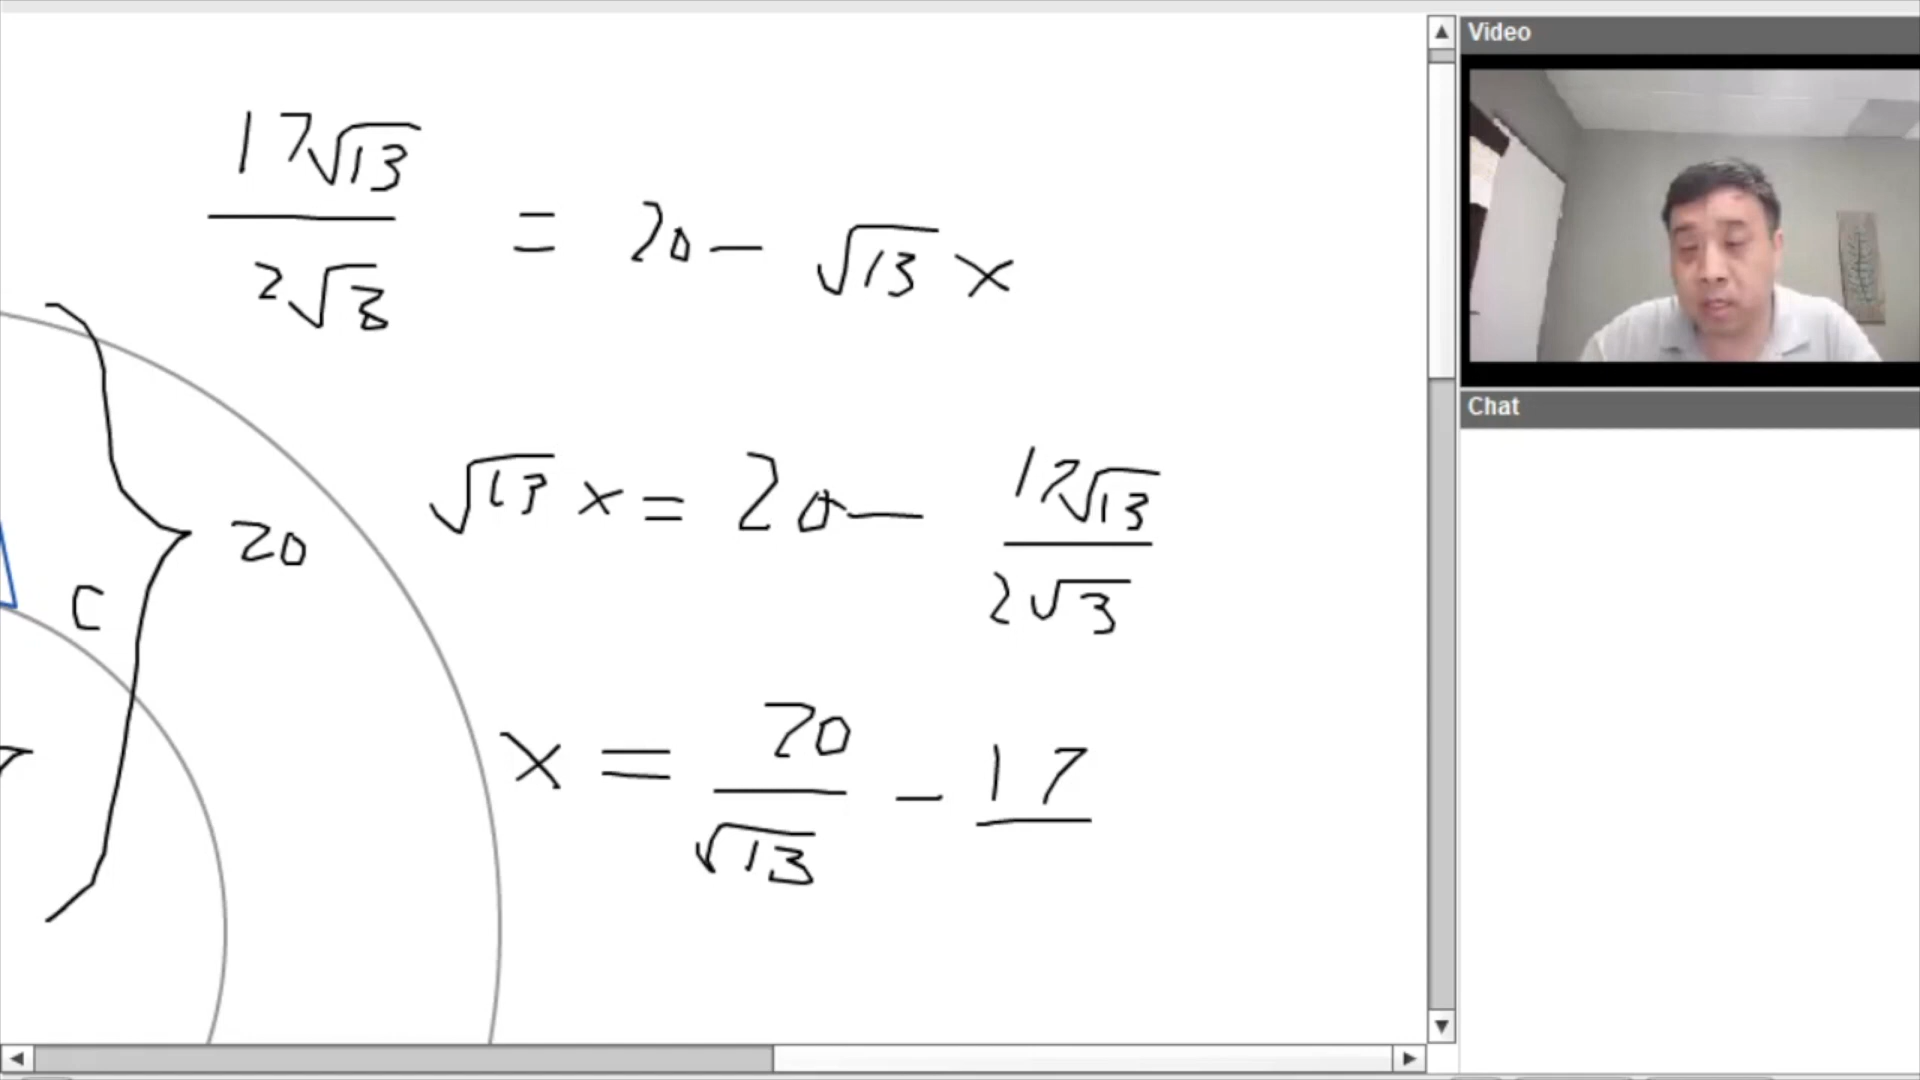 17√13 / 2√3 = 20 − √13 x
√13 x = 20 − 17√13 / 2√3
20
C
x = 20 / √13 − 17
Video
Chat